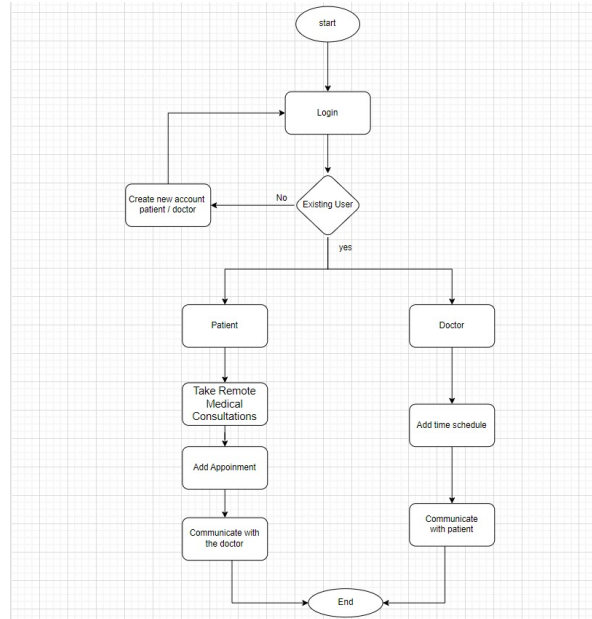 start
Login
Create new account
patient / doctor
No
Existing User
yes
Patient
Doctor
Take Remote
Medical
Consultations
Add time schedule
Add Appoinment
Communicate with
the doctor
Communicate
with patient
End